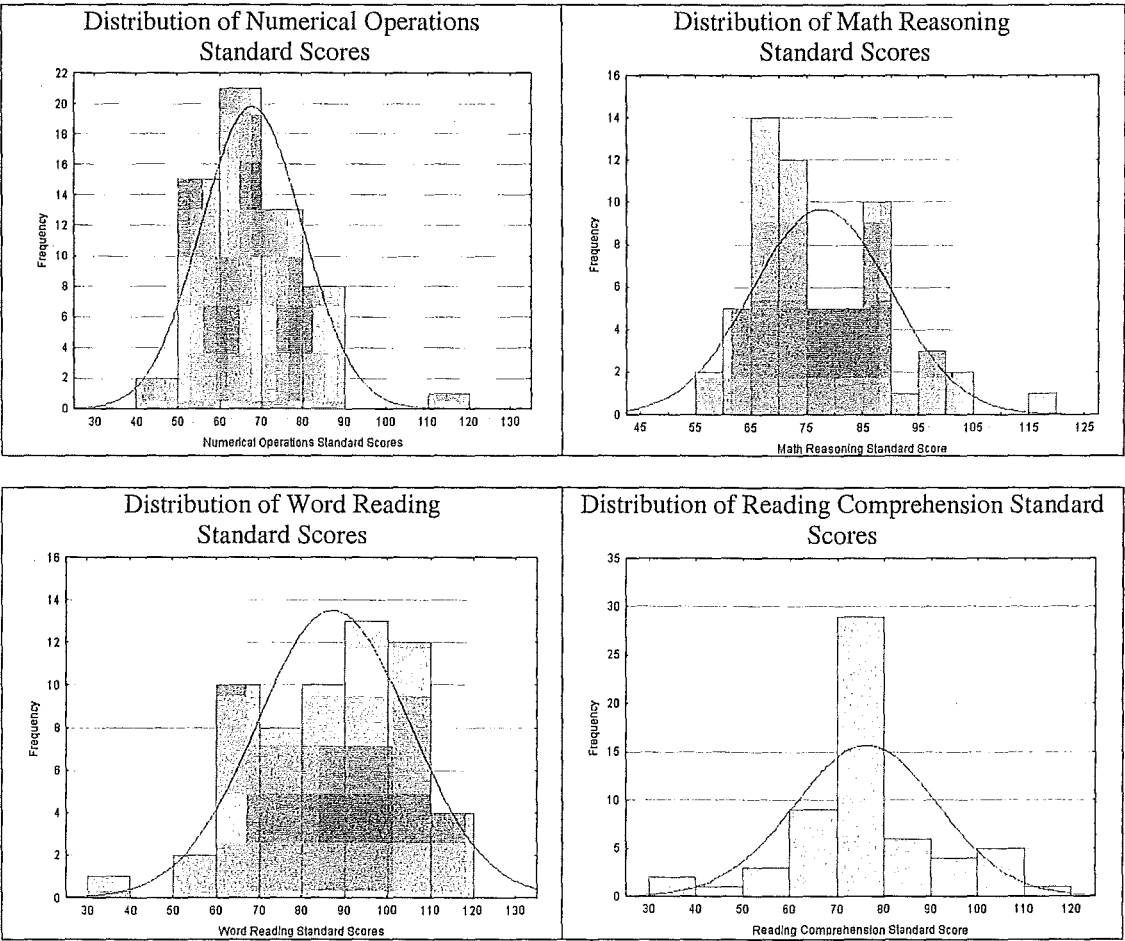 Distribution of Numerical Operations
Standard Scores
22
20
18
16
14
12
10
8
6
4
2
0
Frequency
30 40 50 60 70 80 90 100 110 120 130
Numerical Operations Standard Scores
Distribution of Math Reasoning
Standard Scores
16
14
12
10
8
6
4
2
0
Frequency
45 55 65 75 85 95 105 115 125
Math Reasoning Standard Score
Distribution of Word Reading
Standard Scores
16
14
12
10
8
6
4
2
0
Frequency
30 40 50 60 70 80 90 100 110 120 130
Word Reading Standard Scores
Distribution of Reading Comprehension Standard
Scores
35
30
25
20
15
10
5
0
Frequency
30 40 50 60 70 80 90 100 110 120
Reading Comprehension Standard Score